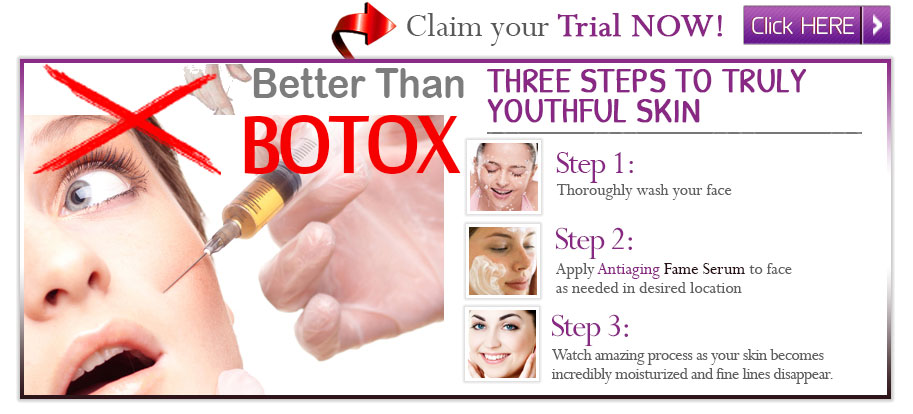 Claim your Trial NOW!
Click HERE
Better Than
BOTOX
THREE STEPS TO TRULY
YOUTHFUL SKIN
Step 1:
Thoroughly wash your face
Step 2:
Apply Antiaging Fame Serum to face
as needed in desired location
Step 3:
Watch amazing process as your skin becomes
incredibly moisturized and fine lines disappear.